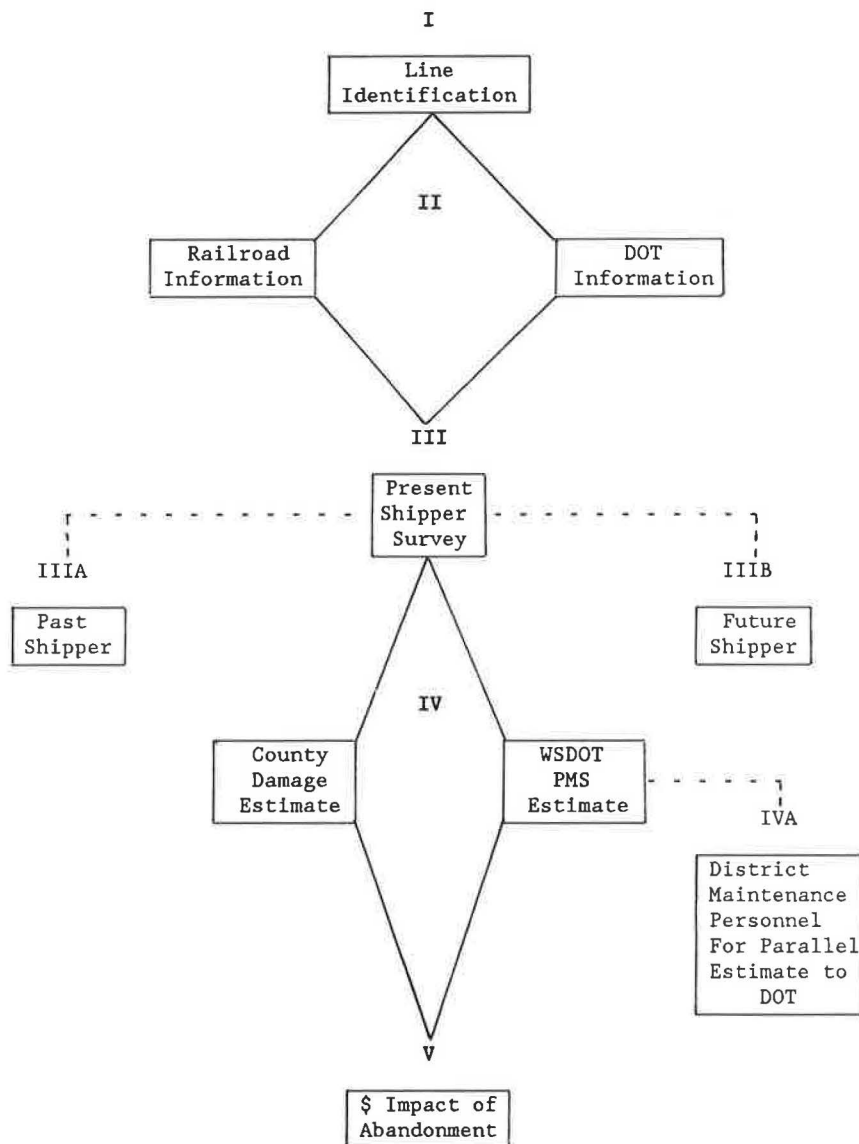 I
Line
Identification
II
Railroad
Information
DOT
Information
III
Present
Shipper
Survey
IIIA
Past
Shipper
IIIB
Future
Shipper
IV
County
Damage
Estimate
WSDOT
PMS
Estimate
IVA
District
Maintenance
Personnel
For Parallel
Estimate to
DOT
V
$ Impact of
Abandonment